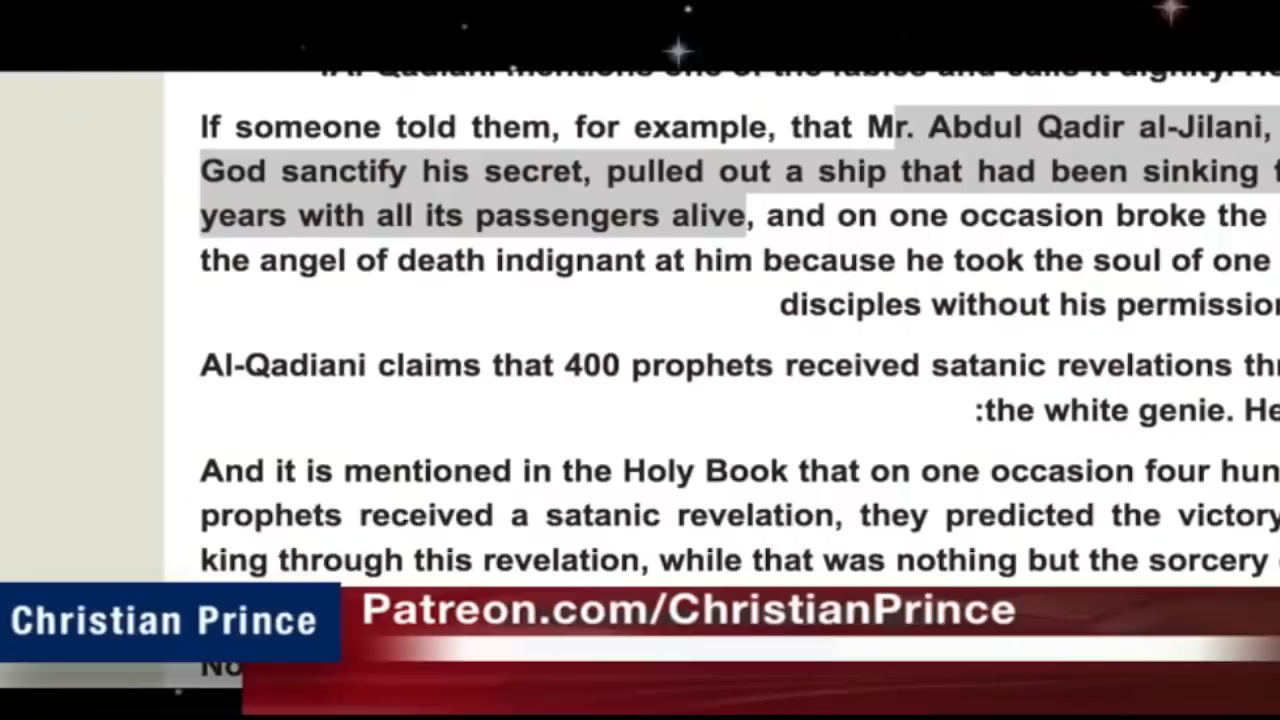 If someone told them, for example, that Mr. Abdul Qadir al-Jilani,
God sanctify his secret, pulled out a ship that had been sinking
years with all its passengers alive, and on one occasion broke the
the angel of death indignant at him because he took the soul of one
disciples without his permission
Al-Qadiani claims that 400 prophets received satanic revelations
:the white genie. He
And it is mentioned in the Holy Book that on one occasion four hun
prophets received a satanic revelation, they predicted the victory
king through this revelation, while that was nothing but the sorcery
Christian Prince
Patreon.com/ChristianPrince
No